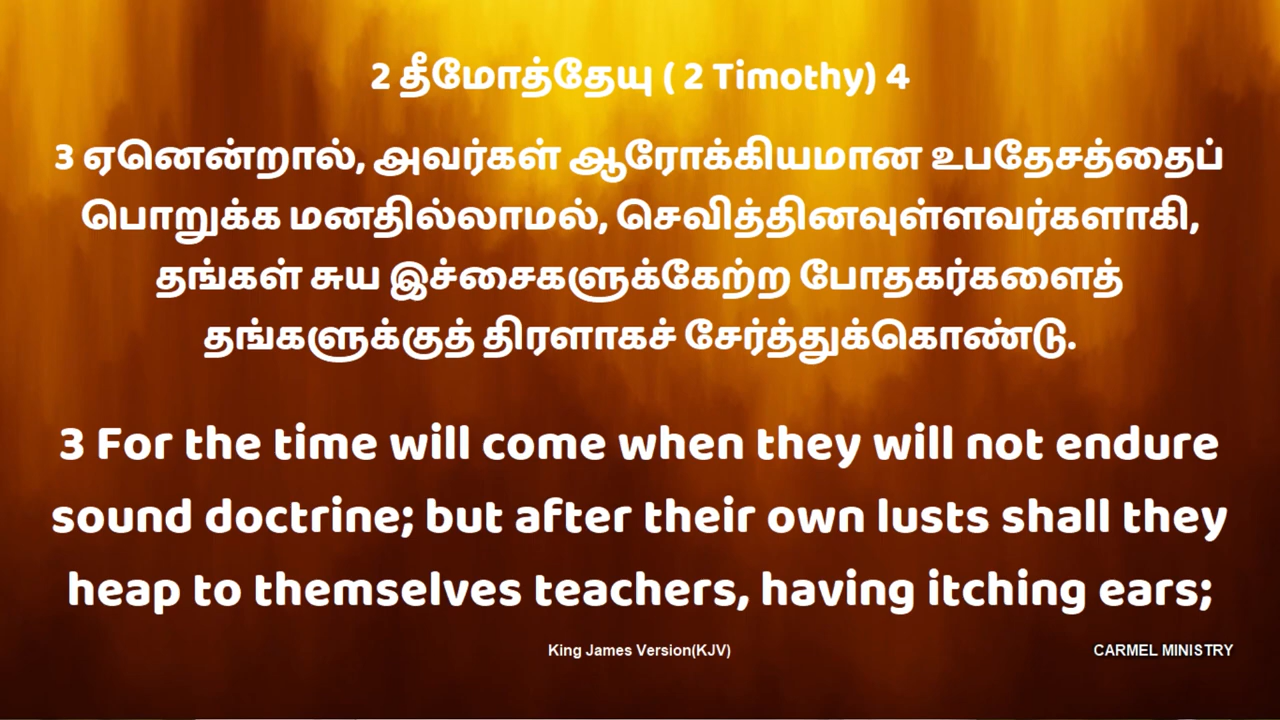 2 தீமோத்தேயு ( 2 Timothy) 4
3 ஏனென்றால், அவர்கள் ஆரோக்கியமான உபதேசத்தைப்
பொறுக்க மனதில்லாமல், செவித்தினவுள்ளவர்களாகி,
தங்கள் சுய இச்சைகளுக்கேற்ற போதகர்களைத்
தங்களுக்குத் திரளாகச் சேர்த்துக்கொண்டு.
3 For the time will come when they will not endure
sound doctrine; but after their own lusts shall they
heap to themselves teachers, having itching ears;
King James Version(KJV)
CARMEL MINISTRY